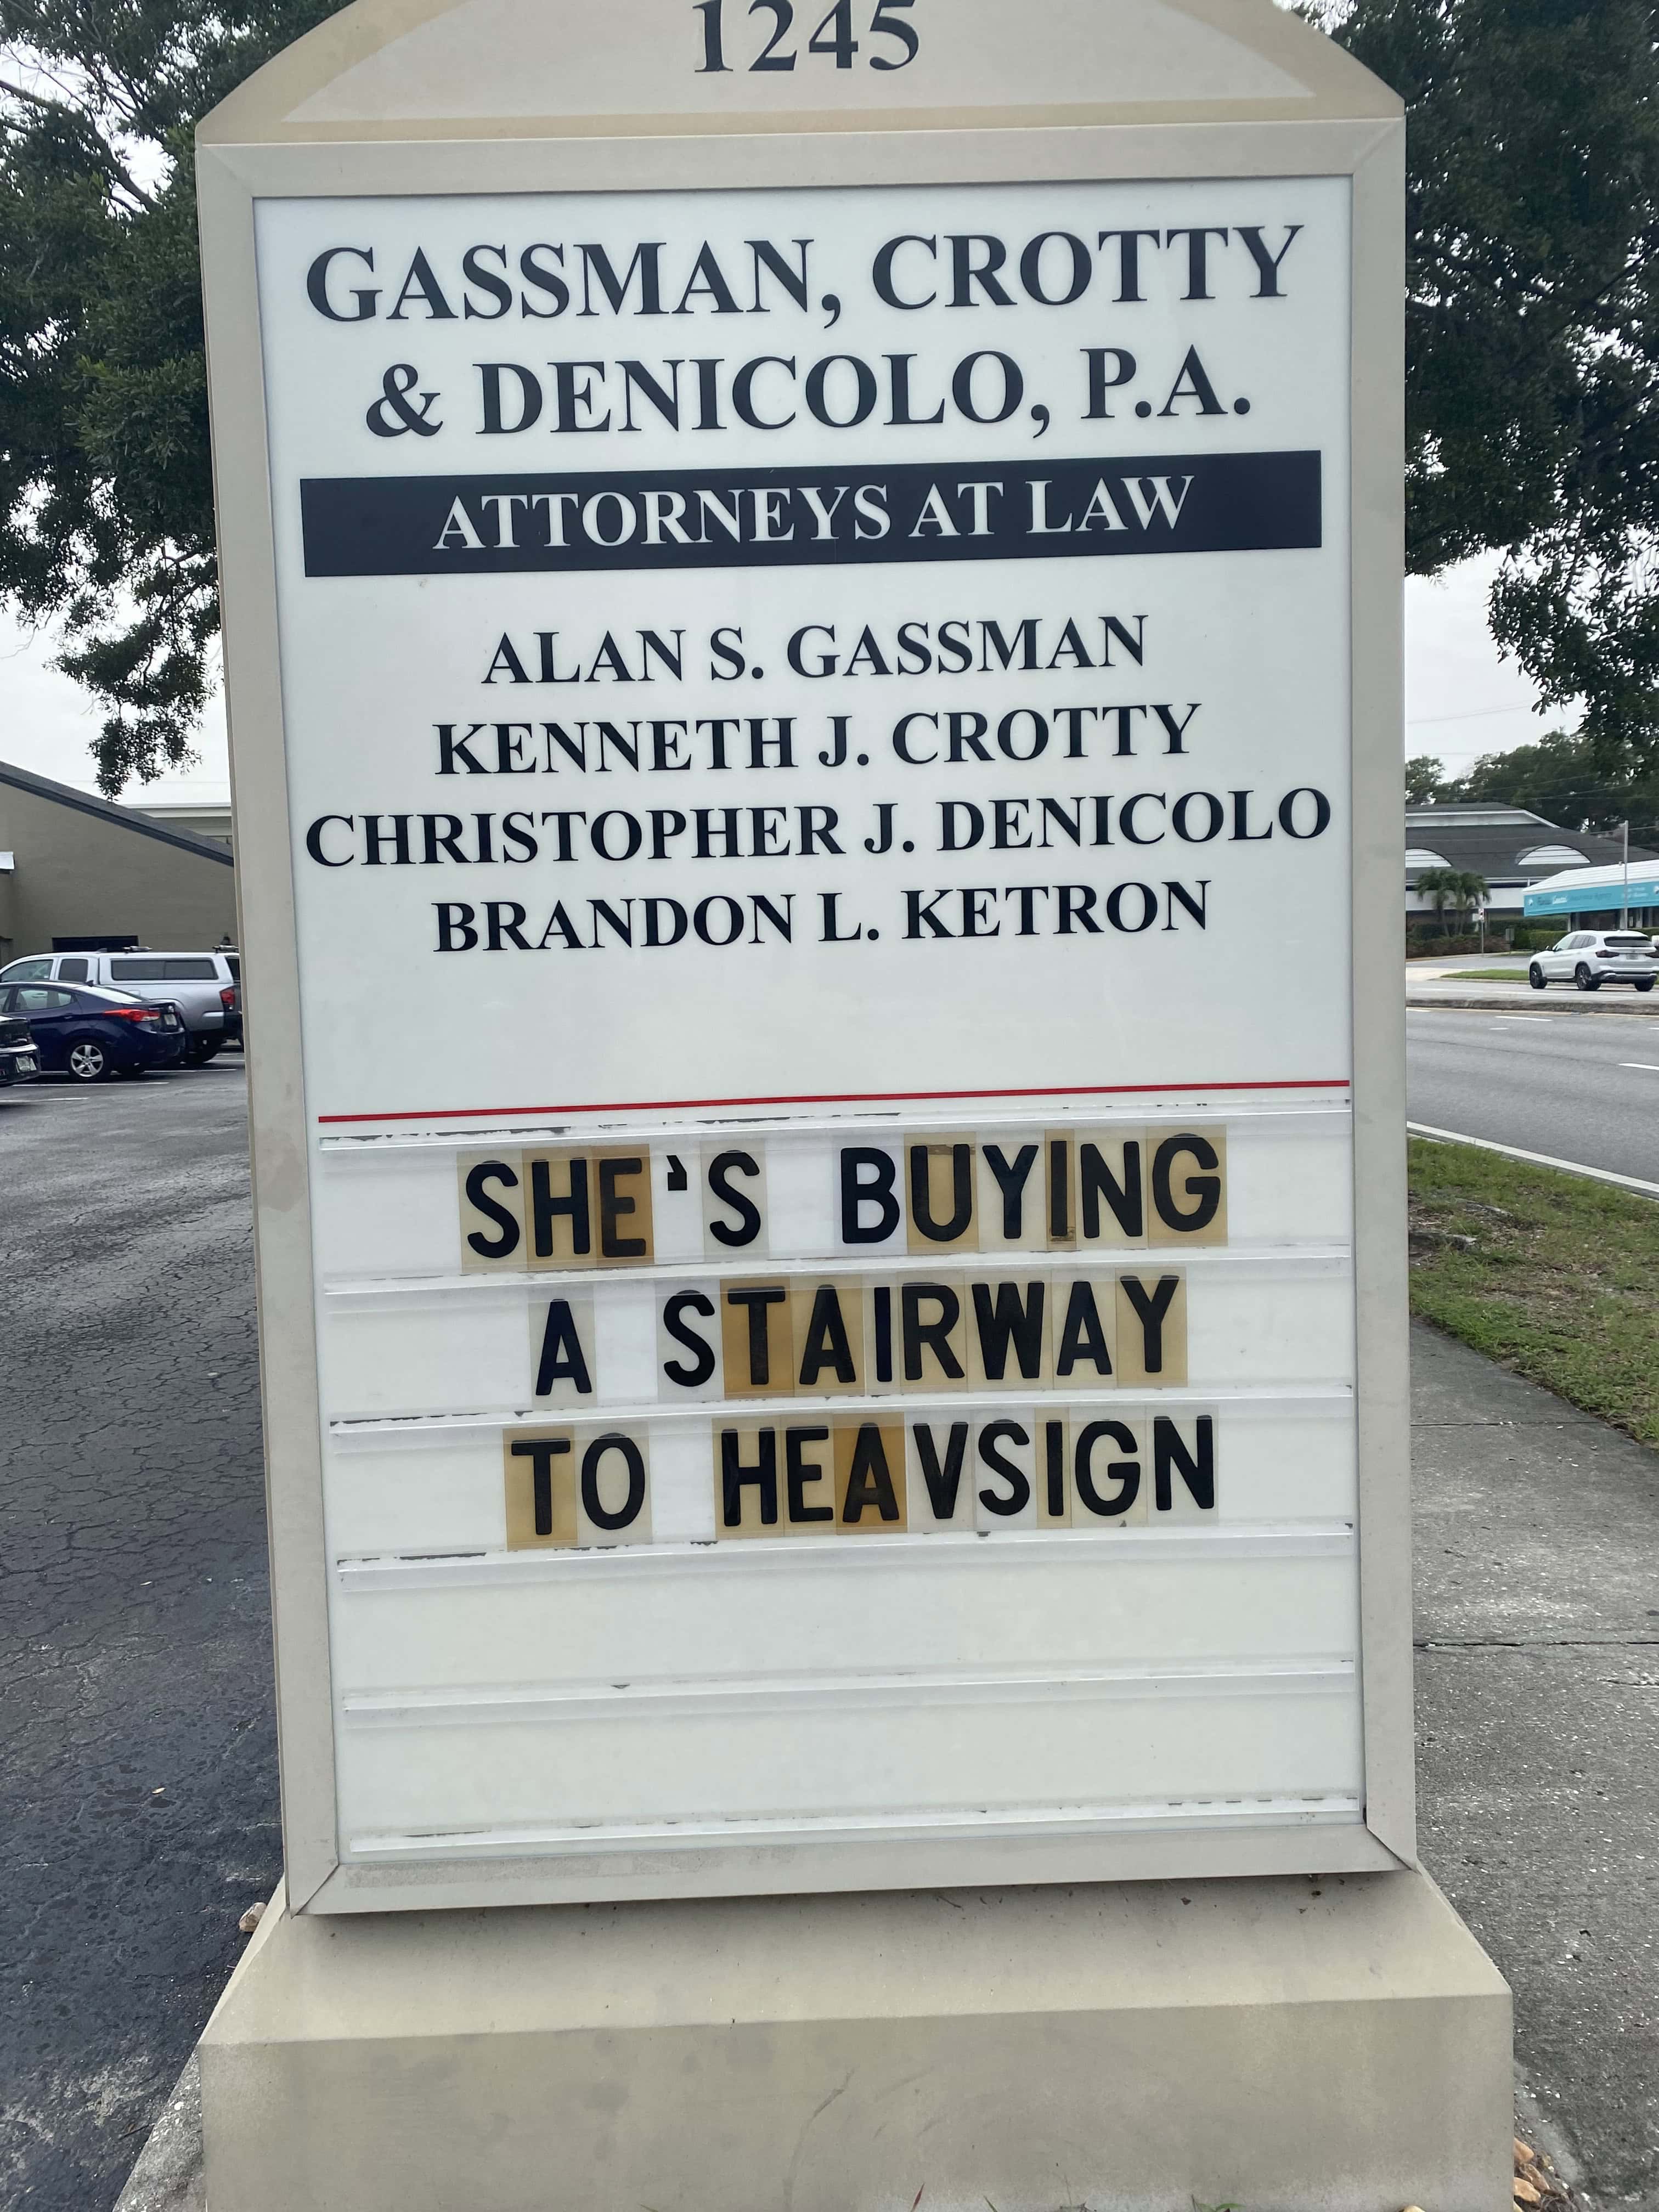 1245
GASSMAN, CROTTY
& DENICOLO, P.A.
ATTORNEYS AT LAW
ALAN S. GASSMAN
KENNETH J. CROTTY
CHRISTOPHER J. DENICOLO
BRANDON L. KETRON
SHE'S BUYING
A STAIRWAY
TO HEAVSIGN